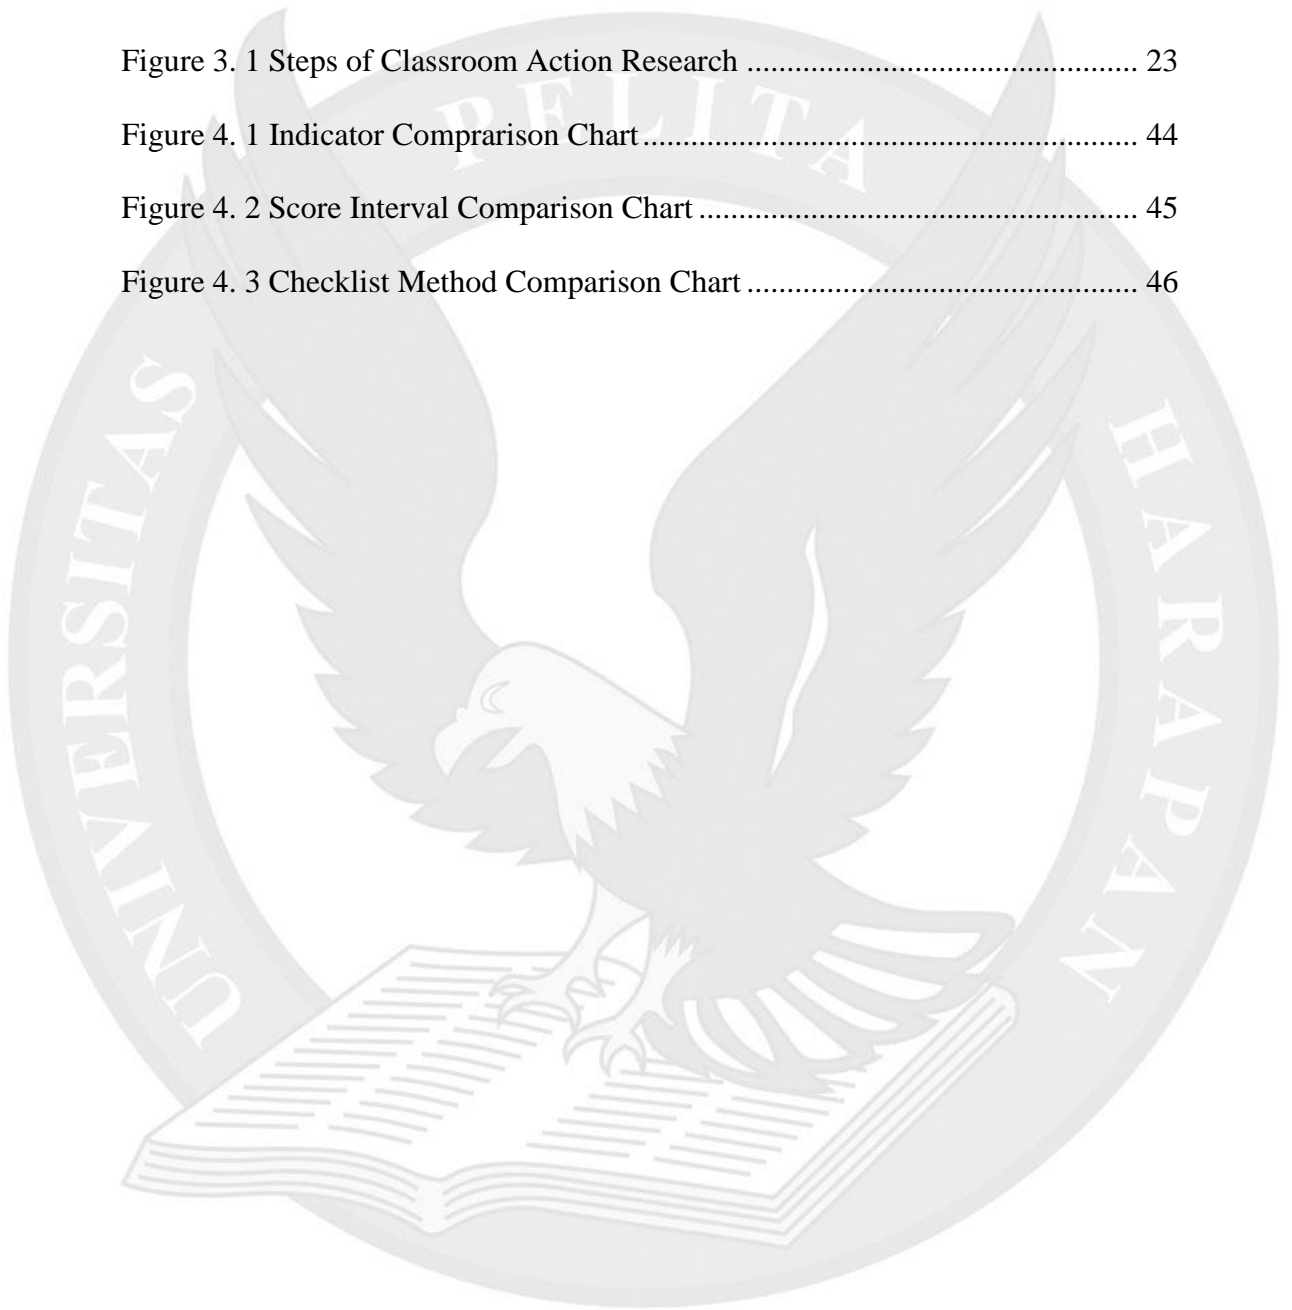 Figure 3. 1 Steps of Classroom Action Research ................................................. 23
Figure 4. 1 Indicator Comprarison Chart.............................................................. 44
Figure 4. 2 Score Interval Comparison Chart ....................................................... 45
Figure 4. 3 Checklist Method Comparison Chart ................................................. 46
UNIVERSITAS PELITA HARAPAN